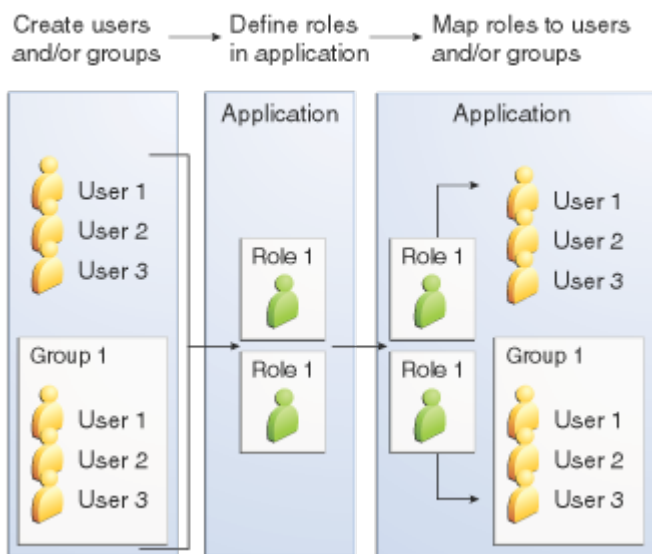 Create users
and/or groups
Define roles
in application
Map roles to users
and/or groups
User 1
User 2
User 3
Group 1
User 1
User 2
User 3
Application
Role 1
Role 1
Application
Role 1
Role 1
User 1
User 2
User 3
Group 1
User 1
User 2
User 3